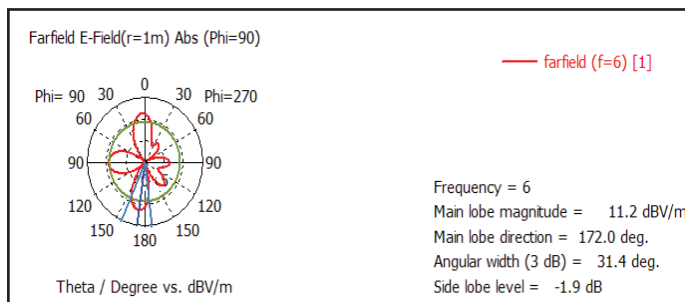 Farfield E-Field(r=1m) Abs (Phi=90)
farfield (f=6) [1]
0
Phi= 90 30 30 Phi=270
60 60
90 90
120 120
150 150
180
Frequency = 6
Main lobe magnitude = 11.2 dBV/m
Main lobe direction = 172.0 deg.
Angular width (3 dB) = 31.4 deg.
Side lobe level = -1.9 dB
Theta / Degree vs. dBV/m